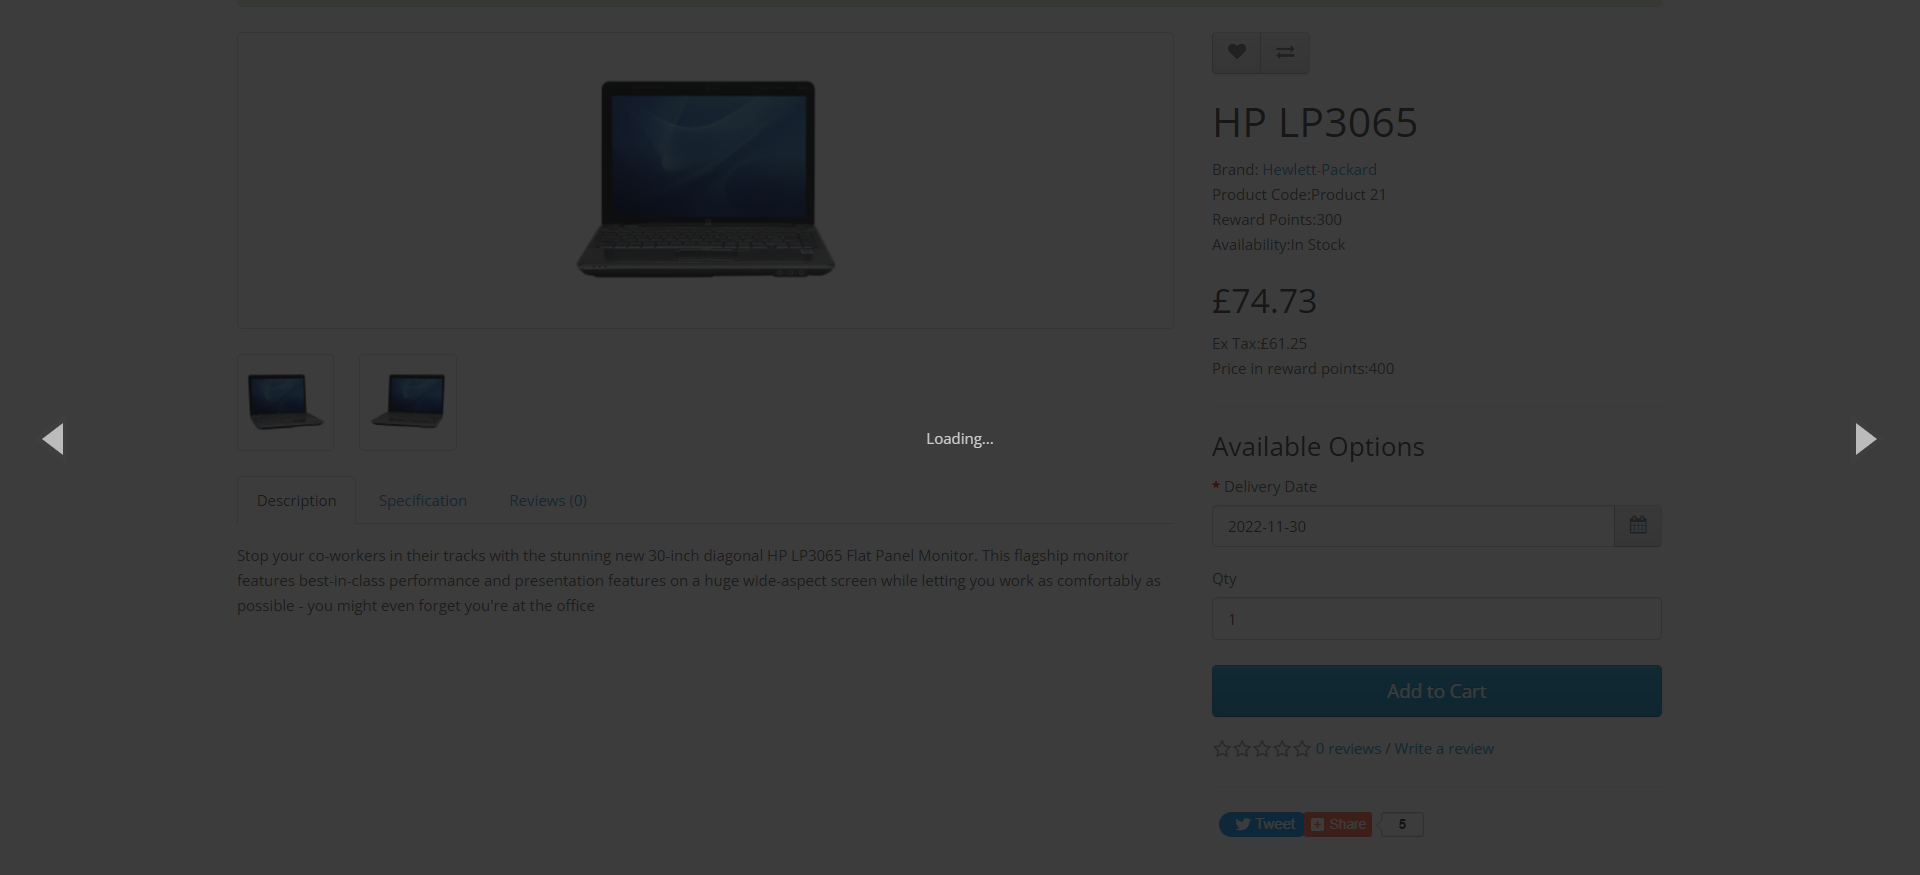 HP LP3065
Brand: Hewlett-Packard
Product Code:Product 21
Reward Points:300
Availability:In Stock
£74.73
Ex Tax:£61.25
Price in reward points:400
Loading...
Available Options
* Delivery Date
2022-11-30
Qty
1
Add to Cart
0 reviews / Write a review
Tweet Share 5
Description Specification Reviews (0)
Stop your co-workers in their tracks with the stunning new 30-inch diagonal HP LP3065 Flat Panel Monitor. This flagship monitor
features best-in-class performance and presentation features on a huge wide-aspect screen while letting you work as comfortably as
possible - you might even forget you're at the office